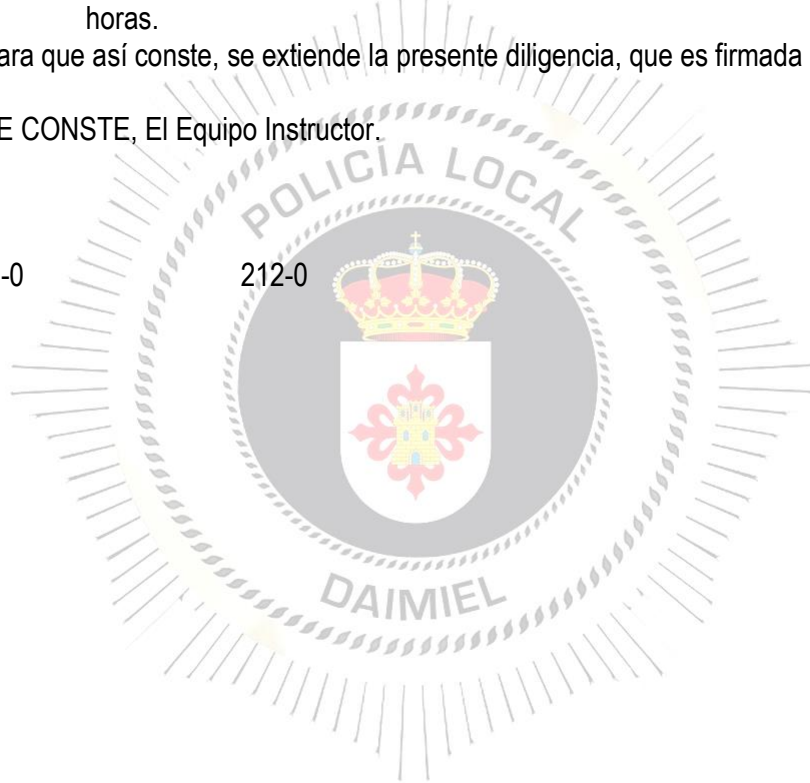 horas.
ara que así conste, se extiende la presente diligencia, que es firmada
E CONSTE, El Equipo Instructor.
POLICÍA LOCAL
-0 212-0
DAIMIEL